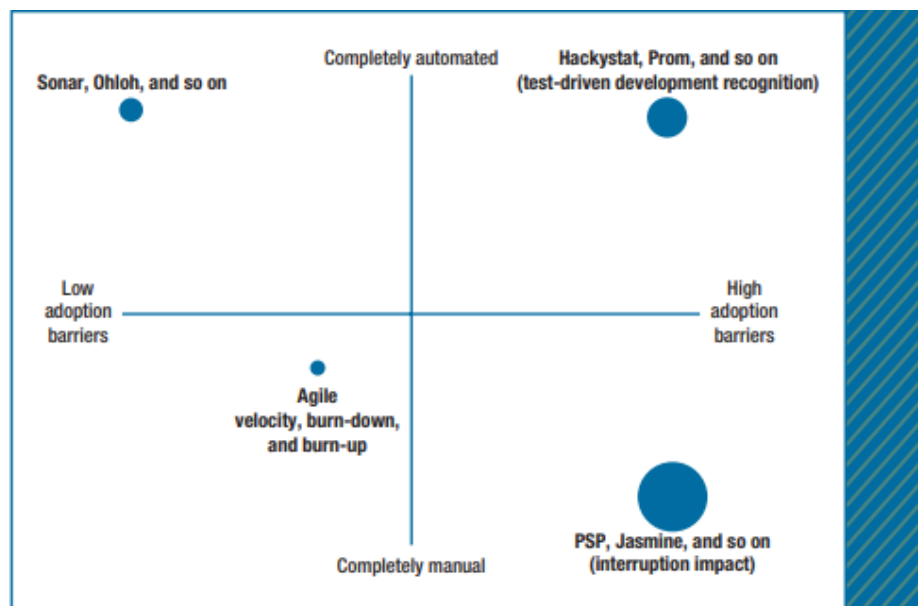 Completely automated
Sonar, Ohloh, and so on
Hackystat, Prom, and so on
(test-driven development recognition)
Low
adoption
barriers
High
adoption
barriers
Agile
velocity, burn-down,
and burn-up
PSP, Jasmine, and so on
(interruption impact)
Completely manual